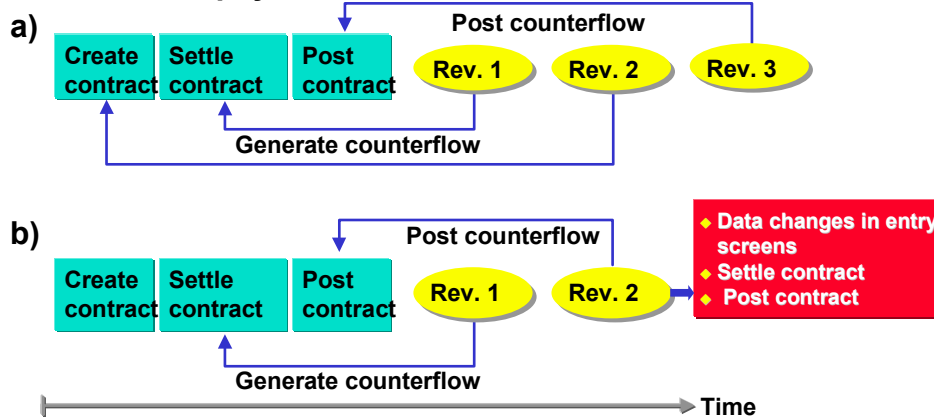 a)
Post counterflow
Create
contract
Settle
contract
Post
contract
Rev. 1
Rev. 2
Rev. 3
Generate counterflow
b)
Post counterflow
Create
contract
Settle
contract
Post
contract
Rev. 1
Rev. 2
◆ Data changes in entry
screens
◆ Settle contract
◆ Post contract
Generate counterflow
Time